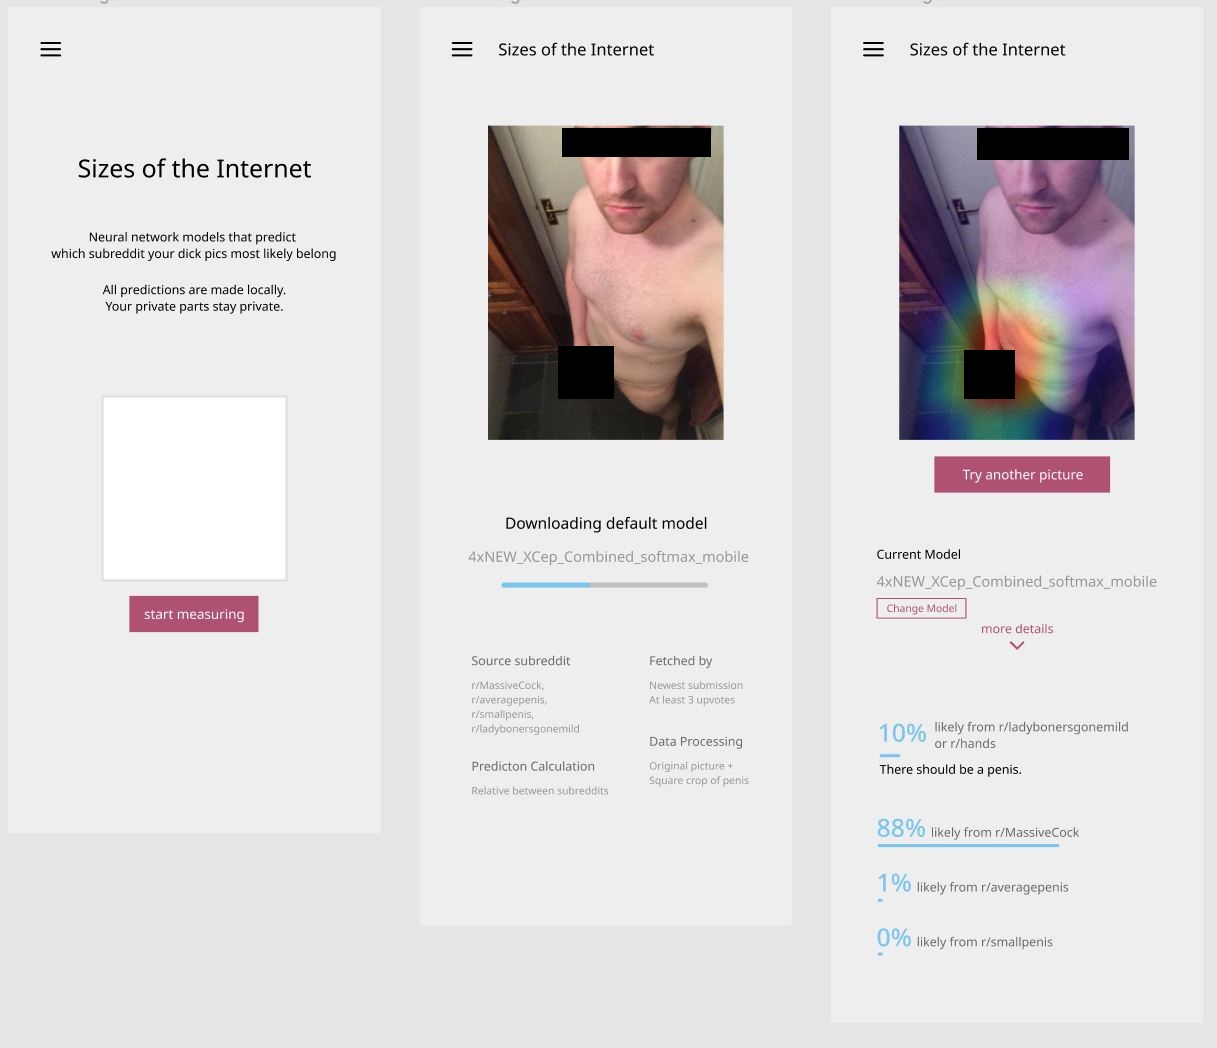 Sizes of the Internet
Neural network models that predict
which subreddit your dick pics most likely belong
All predictions are made locally.
Your private parts stay private.
start measuring
Sizes of the Internet
Downloading default model
4xNEW_XCep_Combined_softmax_mobile
Source subreddit
r/MassiveCock,
r/averagepenis,
r/smallpenis,
r/ladybonersgonemild
Predicton Calculation
Relative between subreddits
Fetched by
Newest submission
At least 3 upvotes
Data Processing
Original picture +
Square crop of penis
Sizes of the Internet
Try another picture
Current Model
4xNEW_XCep_Combined_softmax_mobile
Change Model
more details
10% likely from r/ladybonersgonemild
or r/hands
There should be a penis.
88% likely from r/MassiveCock
1% likely from r/averagepenis
0% likely from r/smallpenis